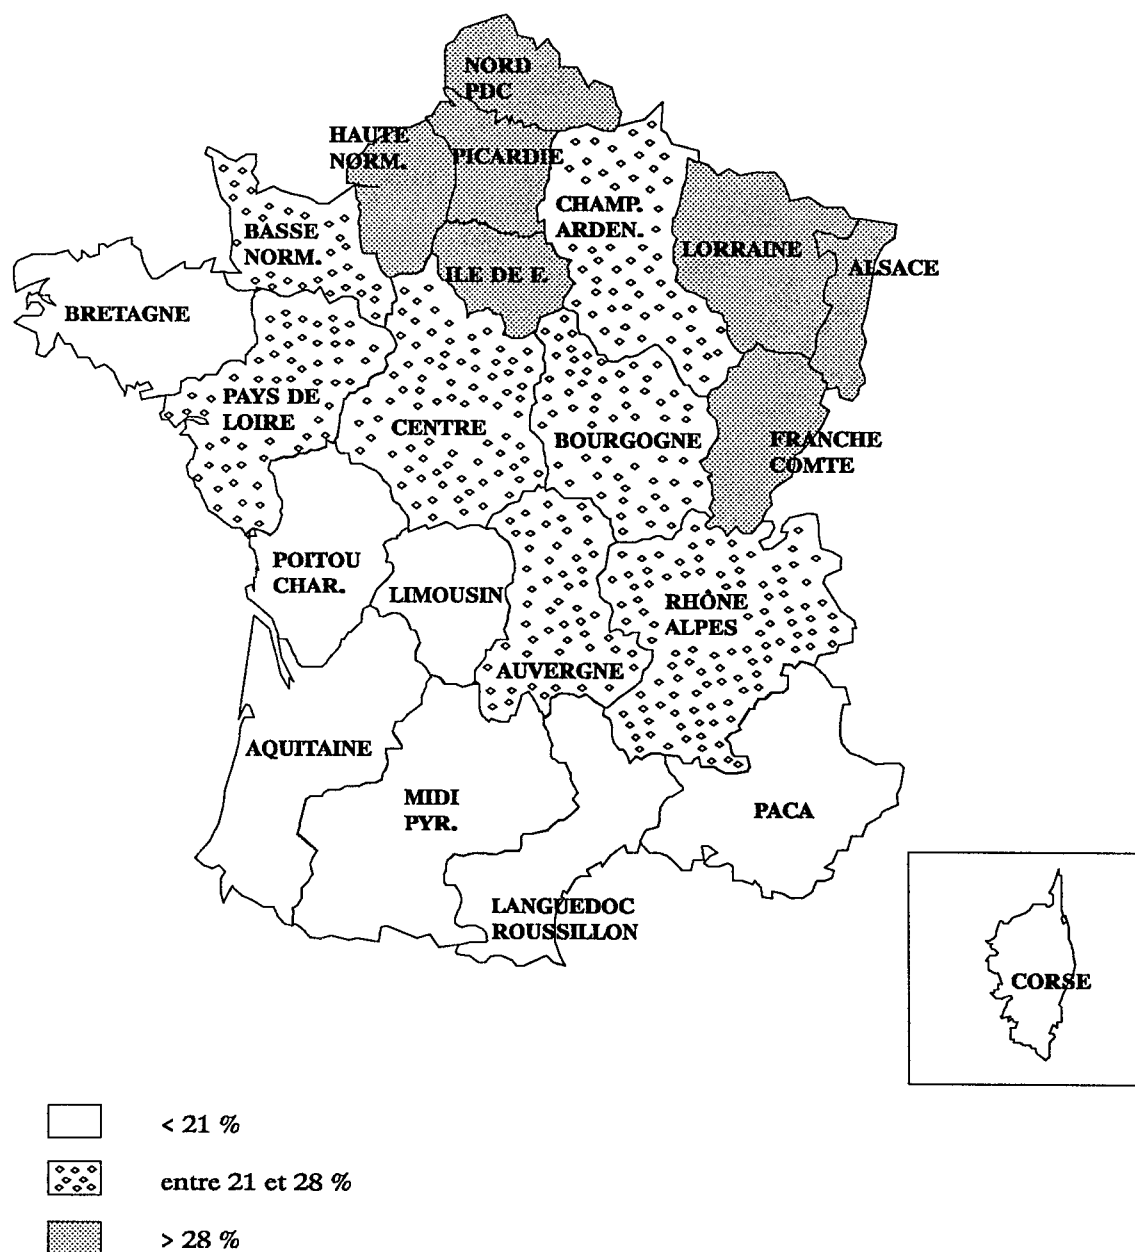 NORD
PDC
HAUTE
NORM.
PICARDIE
CHAMP.
ARDEN.
BASSE
NORM.
LORRAINE
ILE DE F.
ALSACE
BRETAGNE
PAYS DE
LOIRE
CENTRE
BOURGOGNE
FRANCHE
COMTE
POITOU
CHAR.
LIMOUSIN
RHÔNE
ALPES
AUVERGNE
AQUITAINE
MIDI
PYR.
PACA
LANGUEDOC
ROUSSILLON
CORSE
< 21 %
entre 21 et 28 %
> 28 %